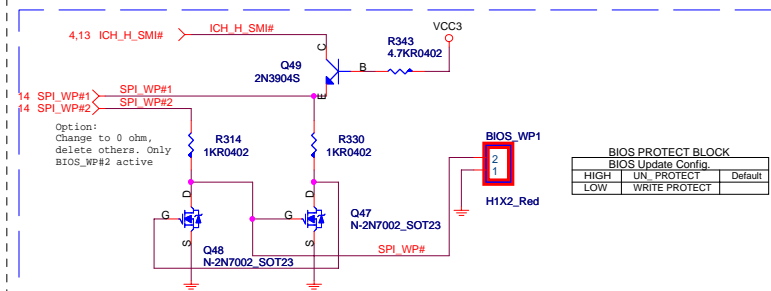 4,13 ICH_H_SMI#
ICH_H_SMI#
VCC3
R343
4.7KR0402
C
Q49
2N3904S
B
E
14 SPI_WP#1
SPI_WP#1
14 SPI_WP#2
SPI_WP#2
Option:
Change to 0 ohm,
delete others. Only
BIOS_WP#2 active
R314
1KR0402
R330
1KR0402
BIOS_WP1
2
1
H1X2_Red
BIOS PROTECT BLOCK
BIOS Update Config.
HIGH UN_ PROTECT Default
LOW WRITE PROTECT
D
G
S
Q48
N-2N7002_SOT23
D
G
S
Q47
N-2N7002_SOT23
SPI_WP#